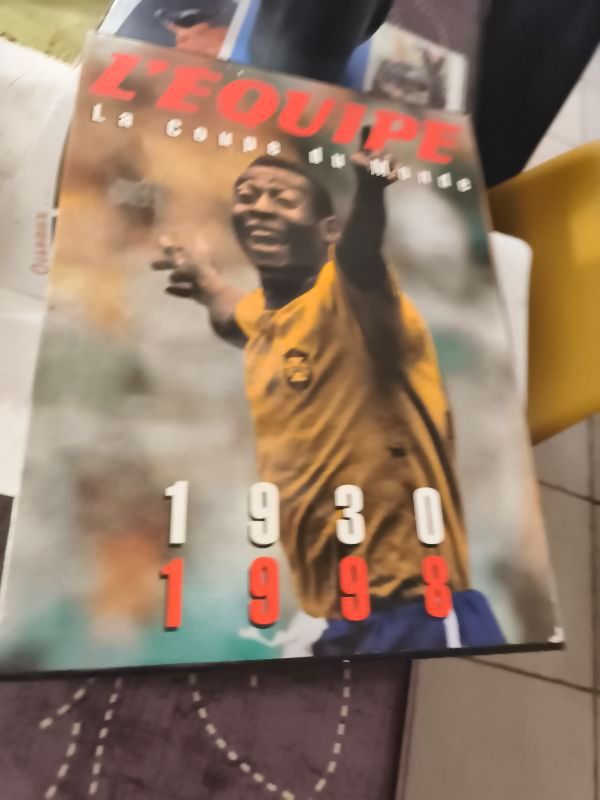 L'EQUIPE
La Coupe du Monde
1930
1998